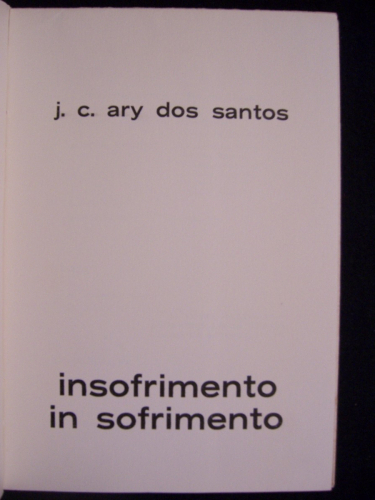 j. c. ary dos santos
insofrimento
in sofrimento